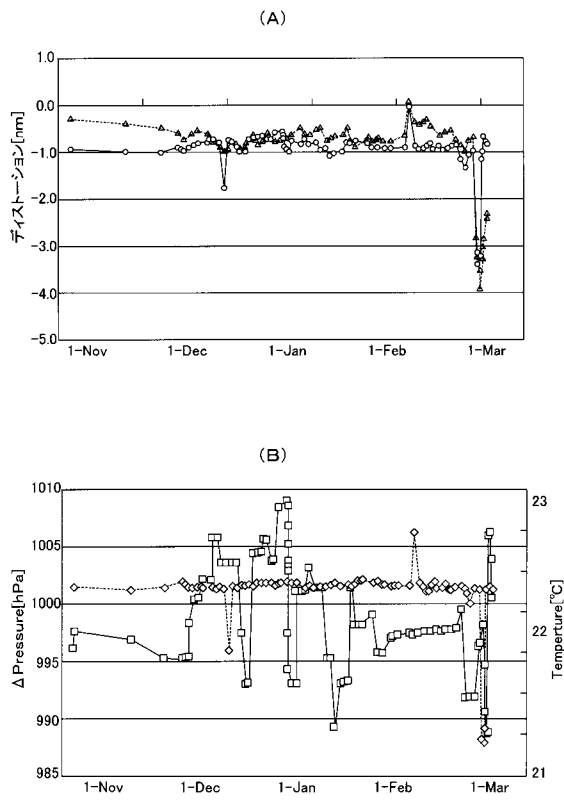 (A)
1.0
0.0
-1.0
-2.0
-3.0
-4.0
-5.0
ディストーション[nm]
1-Nov 1-Dec 1-Jan 1-Feb 1-Mar
(B)
1010
1005
1000
995
990
985
Δ Pressure[hPa]
23
22
21
Temperture[℃]
1-Nov 1-Dec 1-Jan 1-Feb 1-Mar